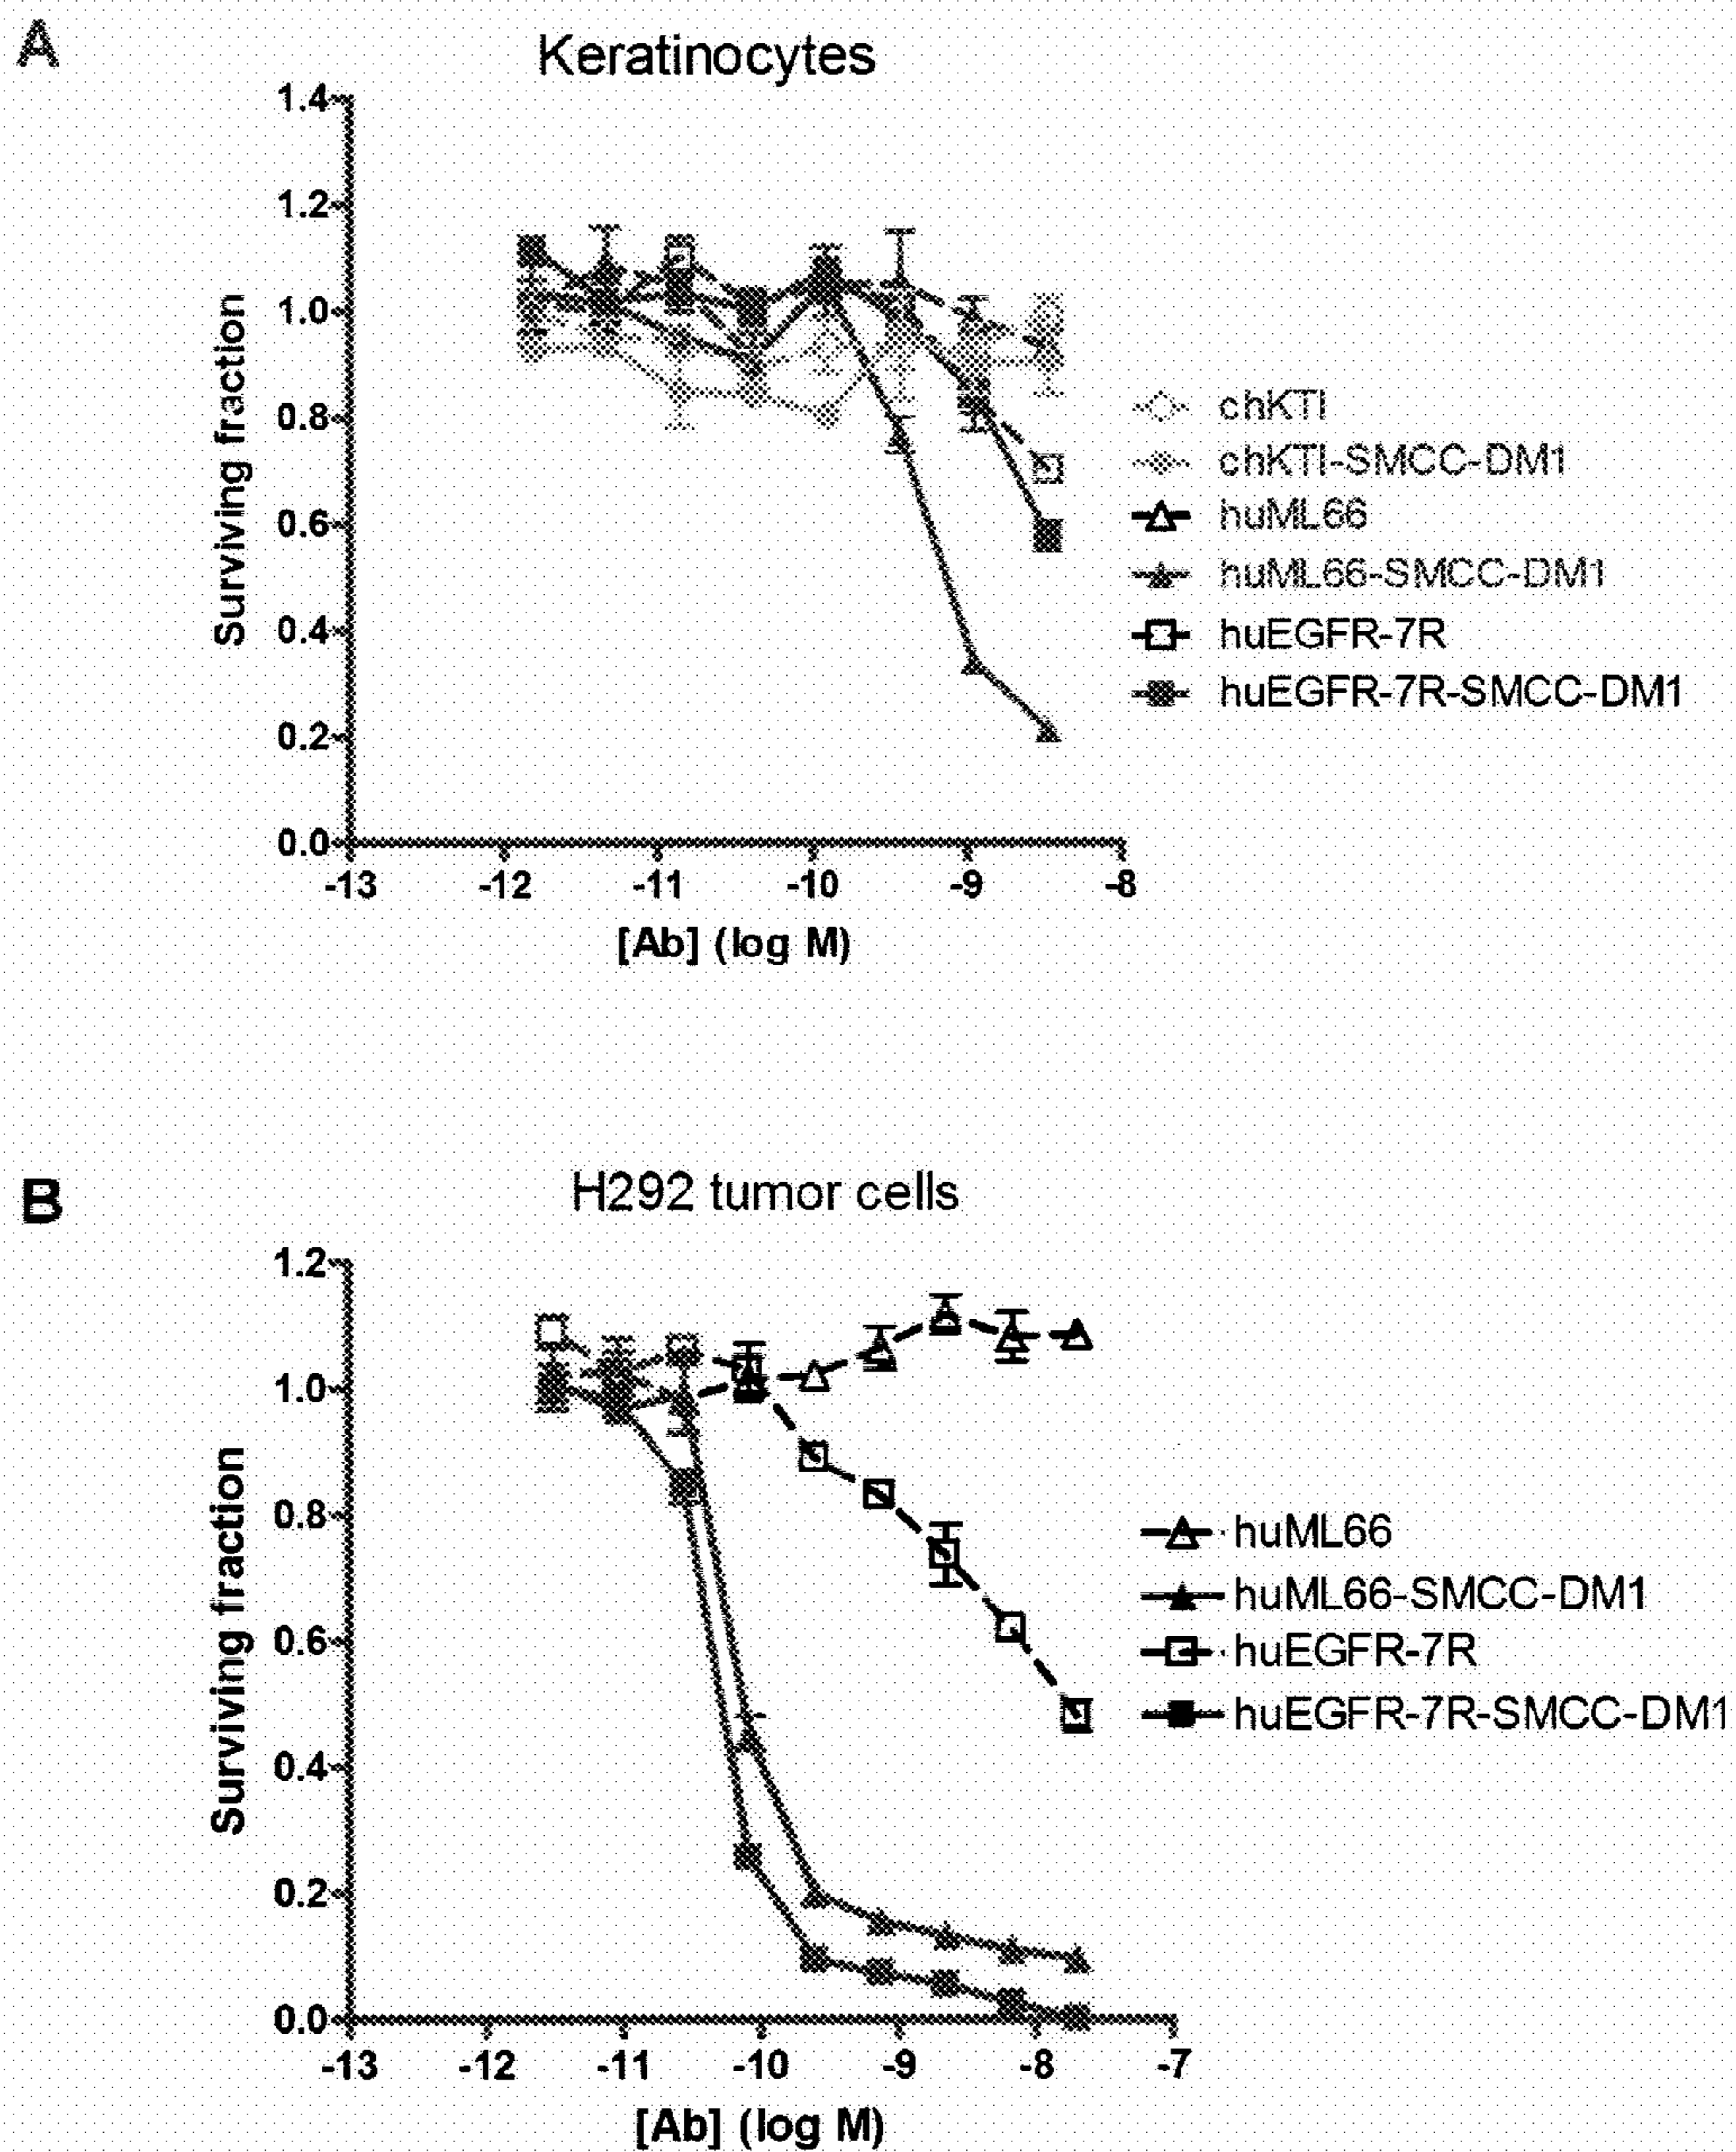 A
Keratinocytes
1.4
1.2
1.0
0.8
0.6
0.4
0.2
0.0
Surviving fraction
-13 -12 -11 -10 -9 -8
[Ab] (log M)
chKTI
chKTI-SMCC-DM1
huML66
huML66-SMCC-DM1
huEGFR-7R
huEGFR-7R-SMCC-DM1
B
H292 tumor cells
1.2
1.0
0.8
0.6
0.4
0.2
0.0
Surviving fraction
-13 -12 -11 -10 -9 -8 -7
[Ab] (log M)
huML66
huML66-SMCC-DM1
huEGFR-7R
huEGFR-7R-SMCC-DM1